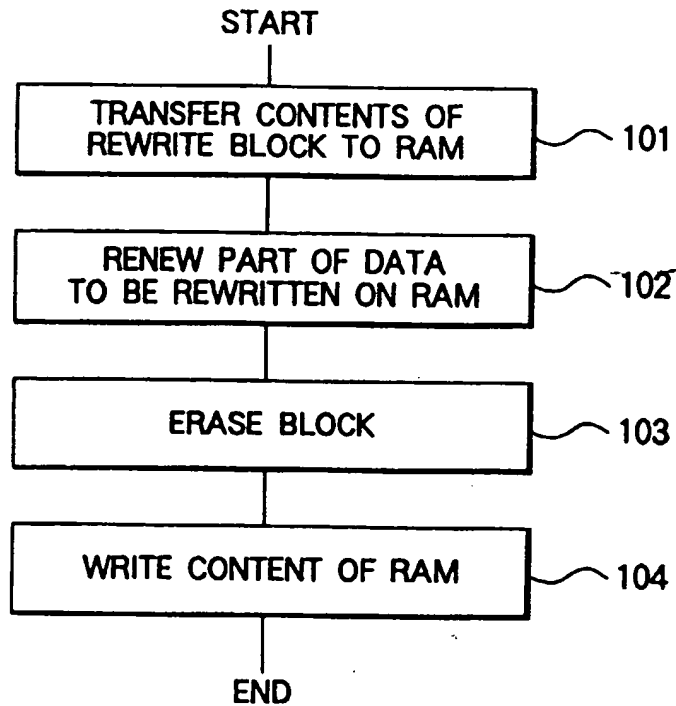 START
TRANSFER CONTENTS OF
REWRITE BLOCK TO RAM
101
RENEW PART OF DATA
TO BE REWRITTEN ON RAM
102
ERASE BLOCK
103
WRITE CONTENT OF RAM
104
END